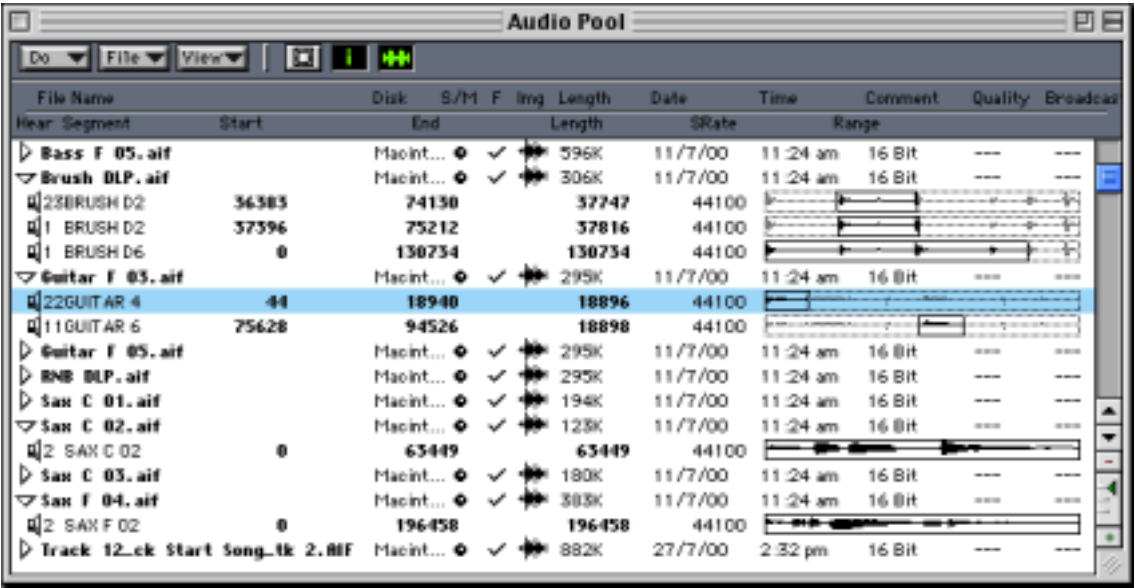 Audio Pool
Do File View
File Name Disk S/M F Img Length Date Time Comment Quality Broadcas
Hear Segment Start End Length SRate Range
Bass F 05.aif Macint... 596K 11/7/00 11:24 am 16 Bit --- ---
Brush DLP.aif Macint... 306K 11/7/00 11:24 am 16 Bit --- ---
23BRUSH D2 36383 74130 37747 44100
1 BRUSH D2 37396 75212 37816 44100
1 BRUSH D6 0 130734 130734 44100
Guitar F 03.aif Macint... 295K 11/7/00 11:24 am 16 Bit --- ---
22GUITAR 4 44 18940 18896 44100
11GUITAR 6 75628 94526 18898 44100
Guitar F 05.aif Macint... 295K 11/7/00 11:24 am 16 Bit --- ---
RNB DLP.aif Macint... 295K 11/7/00 11:24 am 16 Bit --- ---
Sax C 01.aif Macint... 194K 11/7/00 11:24 am 16 Bit --- ---
Sax C 02.aif Macint... 123K 11/7/00 11:24 am 16 Bit --- ---
2 SAX C 02 0 63449 63449 44100
Sax C 03.aif Macint... 180K 11/7/00 11:24 am 16 Bit --- ---
Sax F 04.aif Macint... 383K 11/7/00 11:24 am 16 Bit --- ---
2 SAX F 02 0 196458 196458 44100
Track 12_ck Start Song_tk 2.AIF Macint... 882K 27/7/00 2:32 pm 16 Bit --- ---